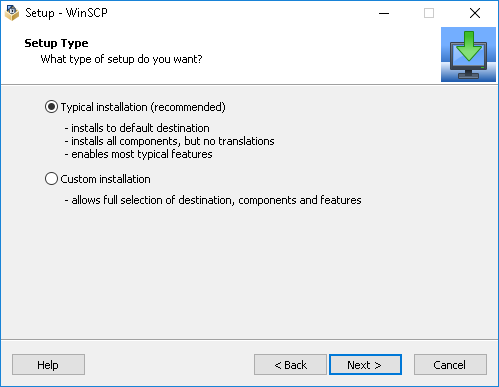 Setup - WinSCP
Setup Type
What type of setup do you want?
Typical installation (recommended)
- installs to default destination
- installs all components, but no translations
- enables most typical features
Custom installation
- allows full selection of destination, components and features
Help
< Back
Next >
Cancel